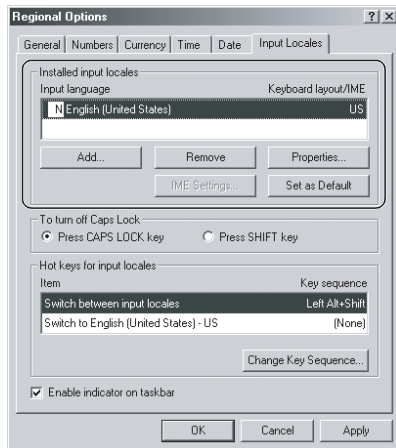 Regional Options
General Numbers Currency Time Date Input Locales
Installed input locales
Input language Keyboard layout/IME
N English (United States) US
Add... Remove Properties...
IME Settings... Set as Default
To turn off Caps Lock
Press CAPS LOCK key Press SHIFT key
Hot keys for input locales
Item Key sequence
Switch between input locales Left Alt+Shift
Switch to English (United States) - US (None)
Change Key Sequence...
Enable indicator on taskbar
OK Cancel Apply